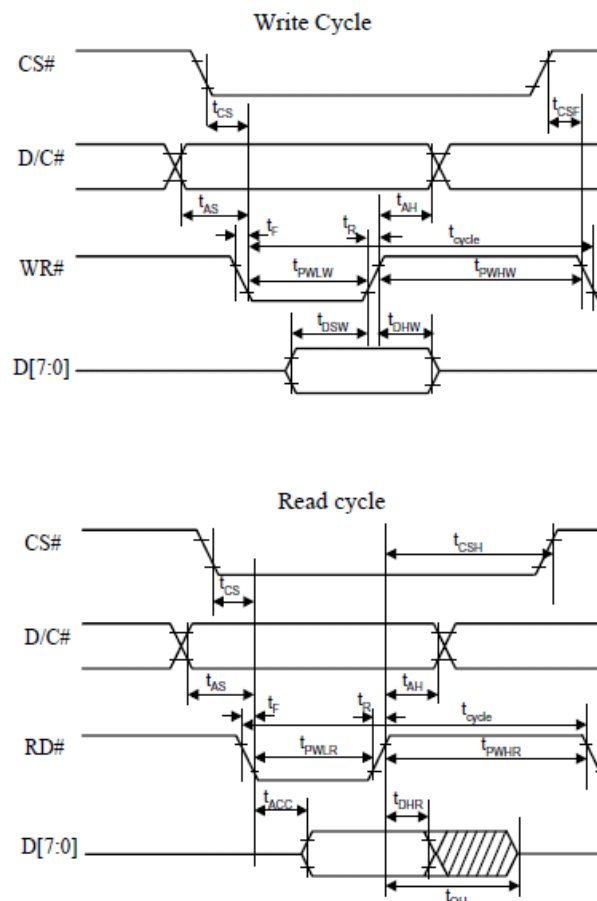 Write Cycle
CS#
tCS
tCSF
D/C#
tAS
tAH
tF
tR
tcycle
WR#
tPWLW
tPWHW
tDSW
tDHW
D[7:0]
Read cycle
CS#
tCSH
tCS
D/C#
tAS
tAH
tF
tR
tcycle
RD#
tPWLR
tPWHR
tACC
tDHR
D[7:0]